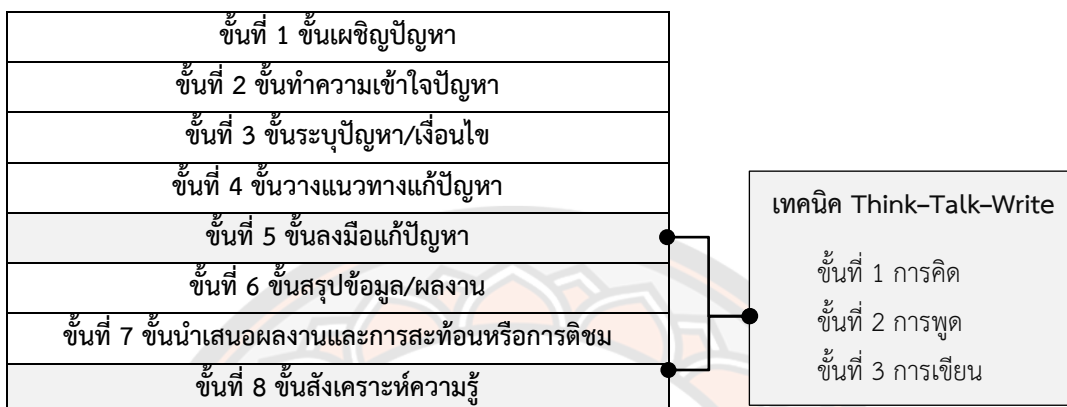 ขั้นที่ 1 ขั้นเผชิญปัญหา
ขั้นที่ 2 ขั้นทำความเข้าใจปัญหา
ขั้นที่ 3 ขั้นระบุปัญหา/เงื่อนไข
ขั้นที่ 4 ขั้นวางแนวทางแก้ปัญหา
ขั้นที่ 5 ขั้นลงมือแก้ปัญหา
ขั้นที่ 6 ขั้นสรุปข้อมูล/ผลงาน
ขั้นที่ 7 ขั้นนำเสนอผลงานและการสะท้อนหรือการติชม
ขั้นที่ 8 ขั้นสังเคราะห์ความรู้
เทคนิค Think–Talk–Write
ขั้นที่ 1 การคิด
ขั้นที่ 2 การพูด
ขั้นที่ 3 การเขียน